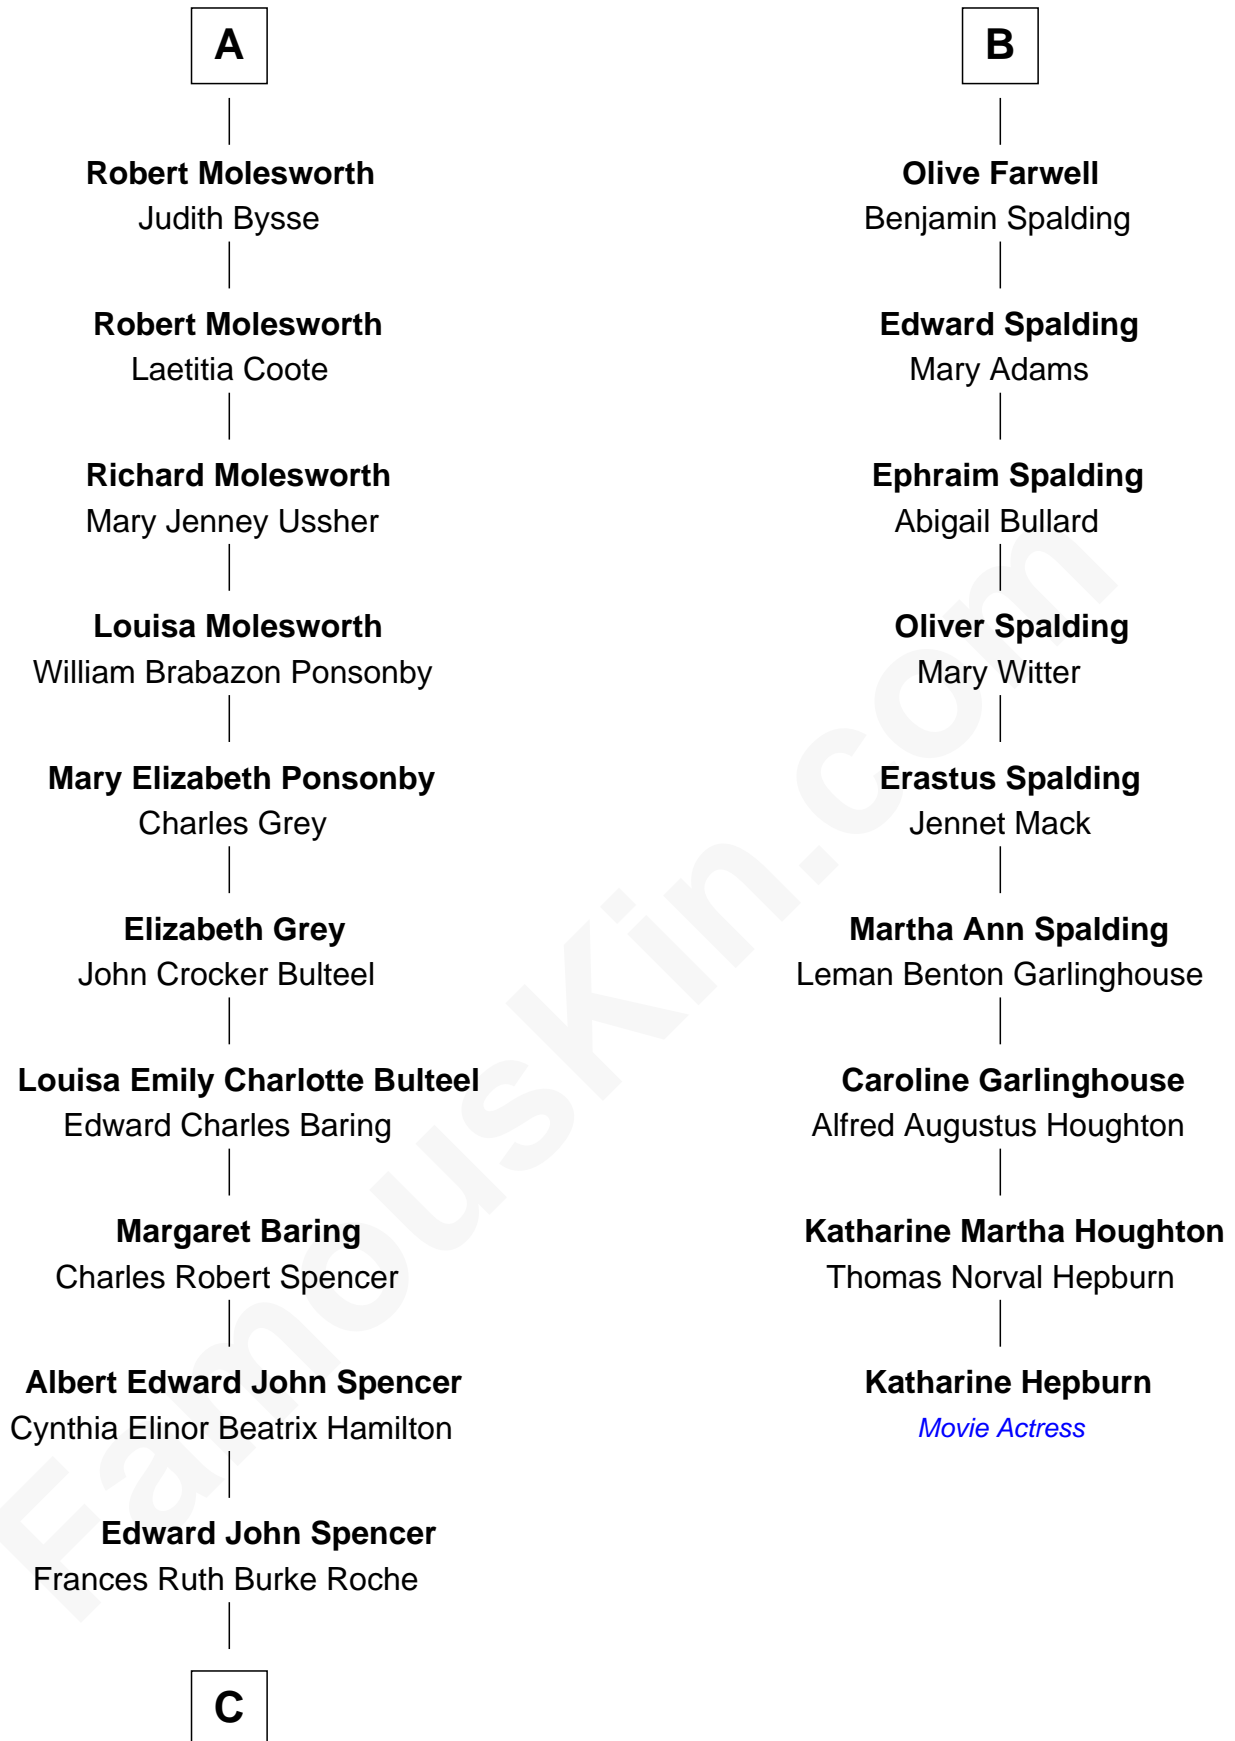 A
Robert Molesworth
Judith Bysse
Robert Molesworth
Laetitia Coote
Richard Molesworth
Mary Jenney Ussher
Louisa Molesworth
William Brabazon Ponsonby
Mary Elizabeth Ponsonby
Charles Grey
Elizabeth Grey
John Crocker Bulteel
Louisa Emily Charlotte Bulteel
Edward Charles Baring
Margaret Baring
Charles Robert Spencer
Albert Edward John Spencer
Cynthia Elinor Beatrix Hamilton
Edward John Spencer
Frances Ruth Burke Roche
C
B
Olive Farwell
Benjamin Spalding
Edward Spalding
Mary Adams
Ephraim Spalding
Abigail Bullard
Oliver Spalding
Mary Witter
Erastus Spalding
Jennet Mack
Martha Ann Spalding
Leman Benton Garlinghouse
Caroline Garlinghouse
Alfred Augustus Houghton
Katharine Martha Houghton
Thomas Norval Hepburn
Katharine Hepburn
Movie Actress
FamousKin.com